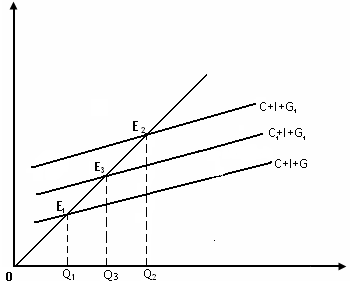 C+I+G₁
E₂
C₁+I+G₁
E₃
C+I+G
E₁
0
Q₁ Q₃ Q₂